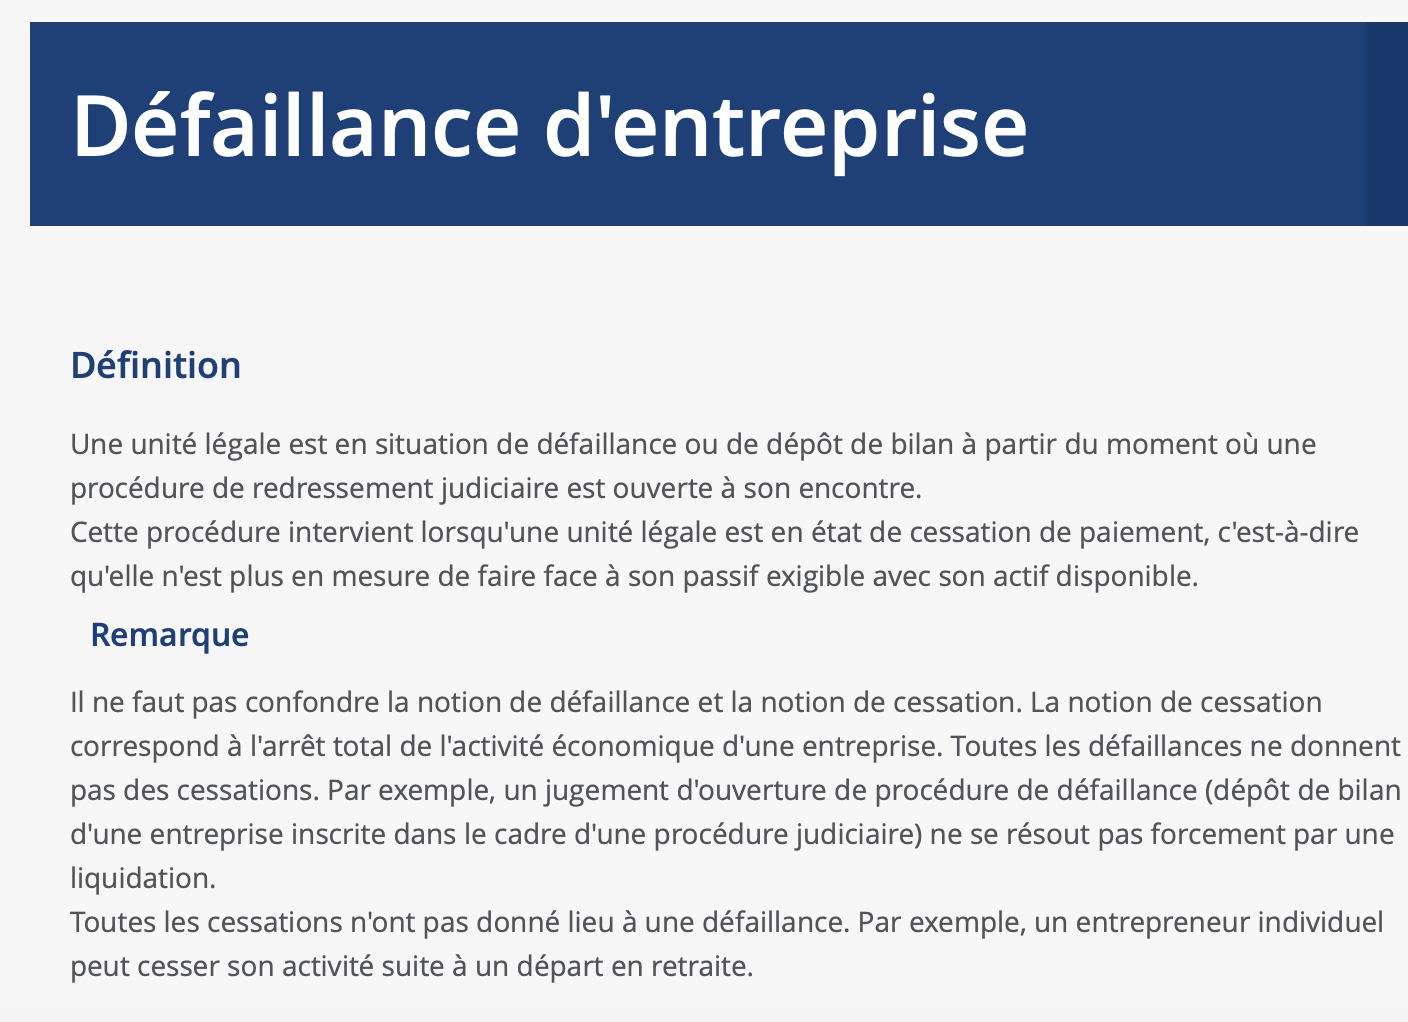 Défaillance d'entreprise
Définition
Une unité légale est en situation de défaillance ou de dépôt de bilan à partir du moment où une
procédure de redressement judiciaire est ouverte à son encontre.
Cette procédure intervient lorsqu'une unité légale est en état de cessation de paiement, c'est-à-dire
qu'elle n'est plus en mesure de faire face à son passif exigible avec son actif disponible.
Remarque
Il ne faut pas confondre la notion de défaillance et la notion de cessation. La notion de cessation
correspond à l'arrêt total de l'activité économique d'une entreprise. Toutes les défaillances ne donnent
pas des cessations. Par exemple, un jugement d'ouverture de procédure de défaillance (dépôt de bilan
d'une entreprise inscrite dans le cadre d'une procédure judiciaire) ne se résout pas forcement par une
liquidation.
Toutes les cessations n'ont pas donné lieu à une défaillance. Par exemple, un entrepreneur individuel
peut cesser son activité suite à un départ en retraite.